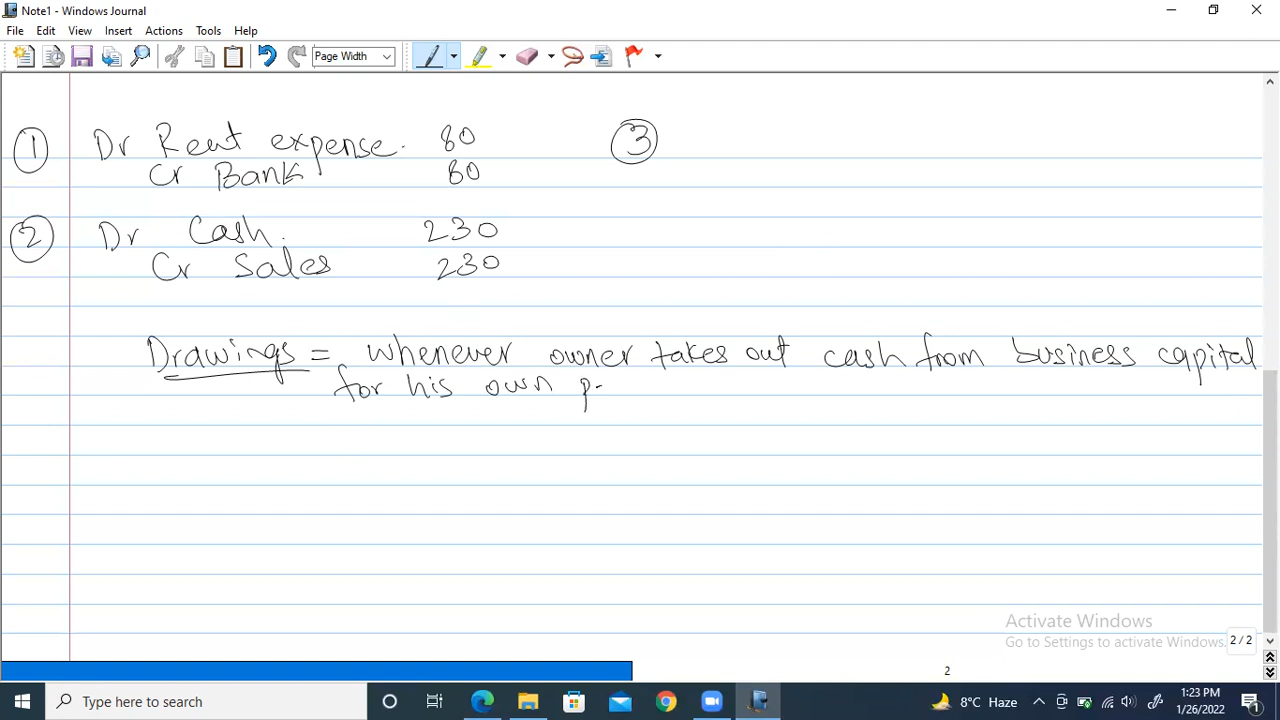 Note1 - Windows Journal
File Edit View Insert Actions Tools Help
Page Width
1 Dr Rent expense. 80
Cr Bank 80
3
2 Dr Cash. 230
Cr Sales 230
Drawings = whenever owner takes out cash from business capital
for his own p
Activate Windows
Go to Settings to activate Windows.
2 / 2
2
Type here to search
8°C Haze
1:23 PM
1/26/2022
1